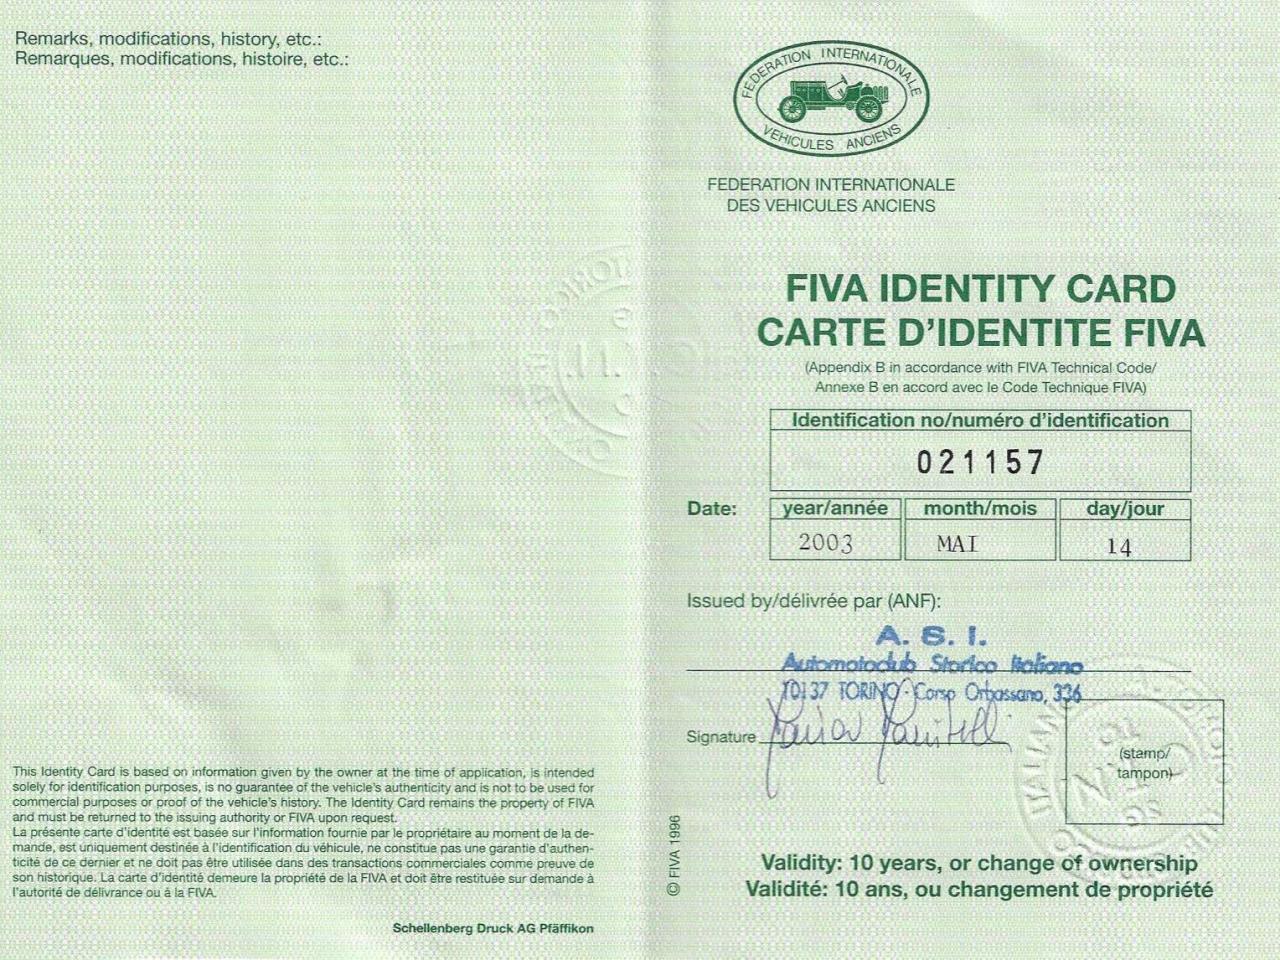 Remarks, modifications, history, etc.:
Remarques, modifications, histoire, etc.:
This Identity Card is based on information given by the owner at the time of application, is intended
solely for identification purposes, is no guarantee of the vehicle's authenticity and is not to be used for
commercial purposes or proof of the vehicle's history. The Identity Card remains the property of FIVA
and must be returned to the issuing authority or FIVA upon request.
La présente carte d'identité est basée sur l'information fournie par le propriétaire au moment de la de-
mande, est uniquement destinée à l'identification du véhicule, ne constitue pas une garantie d'authen-
ticité de ce dernier et ne doit pas être utilisée dans des transactions commerciales comme preuve de
son historique. La carte d'identité demeure la propriété de la FIVA et doit être restituée sur demande à
l'autorité de délivrance ou à la FIVA.
Schellenberg Druck AG Pfäffikon
FEDERATION INTERNATIONALE
VEHICULES ANCIENS
FEDERATION INTERNATIONALE
DES VEHICULES ANCIENS
FIVA IDENTITY CARD
CARTE D'IDENTITE FIVA
(Appendix B in accordance with FIVA Technical Code/
Annexe B en accord avec le Code Technique FIVA)
Identification no/numéro d'identification
021157
Date: year/année month/mois day/jour
2003 MAI 14
Issued by/délivrée par (ANF):
A. S. I.
Automotoclub Storico Italiano
10137 TORINO - Corso Orbassano, 336
Signature
(stamp/
tampon)
© FIVA 1996
Validity: 10 years, or change of ownership
Validité: 10 ans, ou changement de propriété